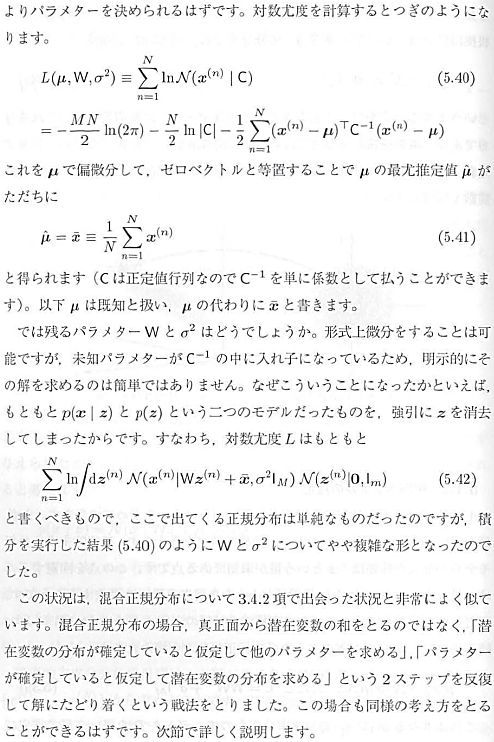 よりパラメターを決められるはずです。対数尤度を計算するとつぎのようにな
ります。
L(μ,W,σ²) ≡ ∑_{n=1}^{N} ln N(x^{(n)} | C) (5.40)
= −\frac{MN}{2} ln(2π) − \frac{N}{2} ln |C| − \frac{1}{2} ∑_{n=1}^{N} (x^{(n)} − μ)^⊤ C^{−1} (x^{(n)} − μ)
これを μ で偏微分して，ゼロベクトルと等置することで μ の最尤推定値 μ̂ が
ただちに
μ̂ = x̄ ≡ \frac{1}{N} ∑_{n=1}^{N} x^{(n)} (5.41)
と得られます（C は正定値行列なので C^{−1} を単に係数として払うことができま
す）。以下 μ は既知と扱い，μ の代わりに x̄ と書きます。
では残るパラメター W と σ² はどうでしょうか。形式上微分をすることは可
能ですが，未知パラメターが C^{−1} の中に入れ子になっているため，明示的にそ
の解を求めるのは簡単ではありません。なぜこういうことになったかといえば，
もともと p(x | z) と p(z) という二つのモデルだったものを，強引に z を消去
してしまったからです。すなわち，対数尤度 L はもともと
∑_{n=1}^{N} ln ∫ dz^{(n)} N(x^{(n)}|Wz^{(n)} + x̄, σ²I_M) N(z^{(n)}|0, I_m) (5.42)
と書くべきもので，ここで出てくる正規分布は単純なものだったのですが，積
分を実行した結果 (5.40) のように W と σ² についてやや複雑な形となったので
した。
この状況は，混合正規分布について 3.4.2 項で出会った状況と非常によく似て
います。混合正規分布の場合，真正面から潜在変数の和をとるのではなく，「潜
在変数の分布が確定していると仮定して他のパラメターを求める」，「パラメター
が確定していると仮定して潜在変数の分布を求める」という 2 ステップを反復
して解にたどり着くという戦法をとりました。この場合も同様の考え方をとる
ことができるはずです。次節で詳しく説明します。